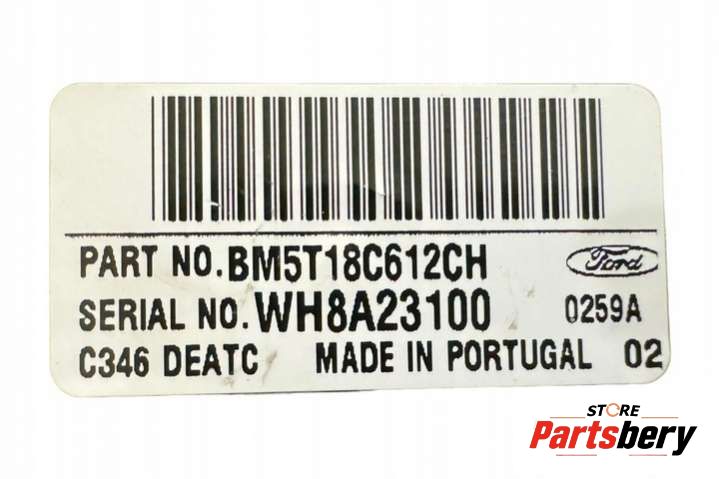 PART NO. BM5T18C612CH
Ford
SERIAL NO. WH8A23100
0259A
C346 DEATC MADE IN PORTUGAL 02
STORE
Partsbery